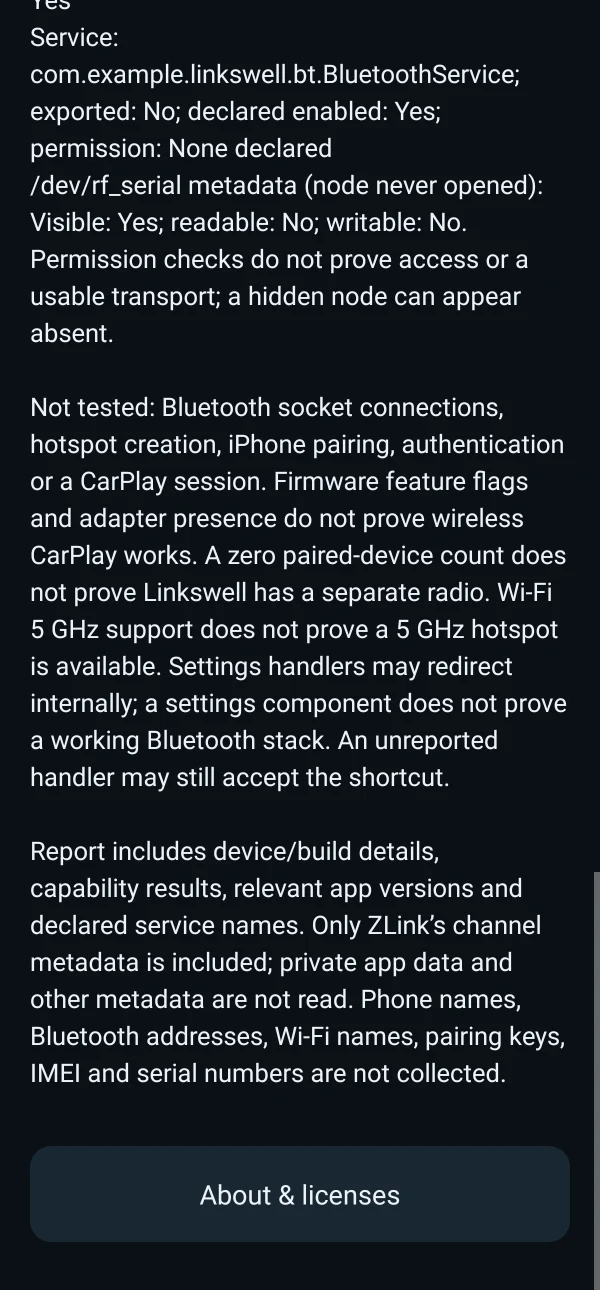 Yes
Service:
com.example.linkswell.bt.BluetoothService;
exported: No; declared enabled: Yes;
permission: None declared
/dev/rf_serial metadata (node never opened):
Visible: Yes; readable: No; writable: No.
Permission checks do not prove access or a
usable transport; a hidden node can appear
absent.
Not tested: Bluetooth socket connections,
hotspot creation, iPhone pairing, authentication
or a CarPlay session. Firmware feature flags
and adapter presence do not prove wireless
CarPlay works. A zero paired-device count does
not prove Linkswell has a separate radio. Wi-Fi
5 GHz support does not prove a 5 GHz hotspot
is available. Settings handlers may redirect
internally; a settings component does not prove
a working Bluetooth stack. An unreported
handler may still accept the shortcut.
Report includes device/build details,
capability results, relevant app versions and
declared service names. Only ZLink’s channel
metadata is included; private app data and
other metadata are not read. Phone names,
Bluetooth addresses, Wi-Fi names, pairing keys,
IMEI and serial numbers are not collected.
About & licenses